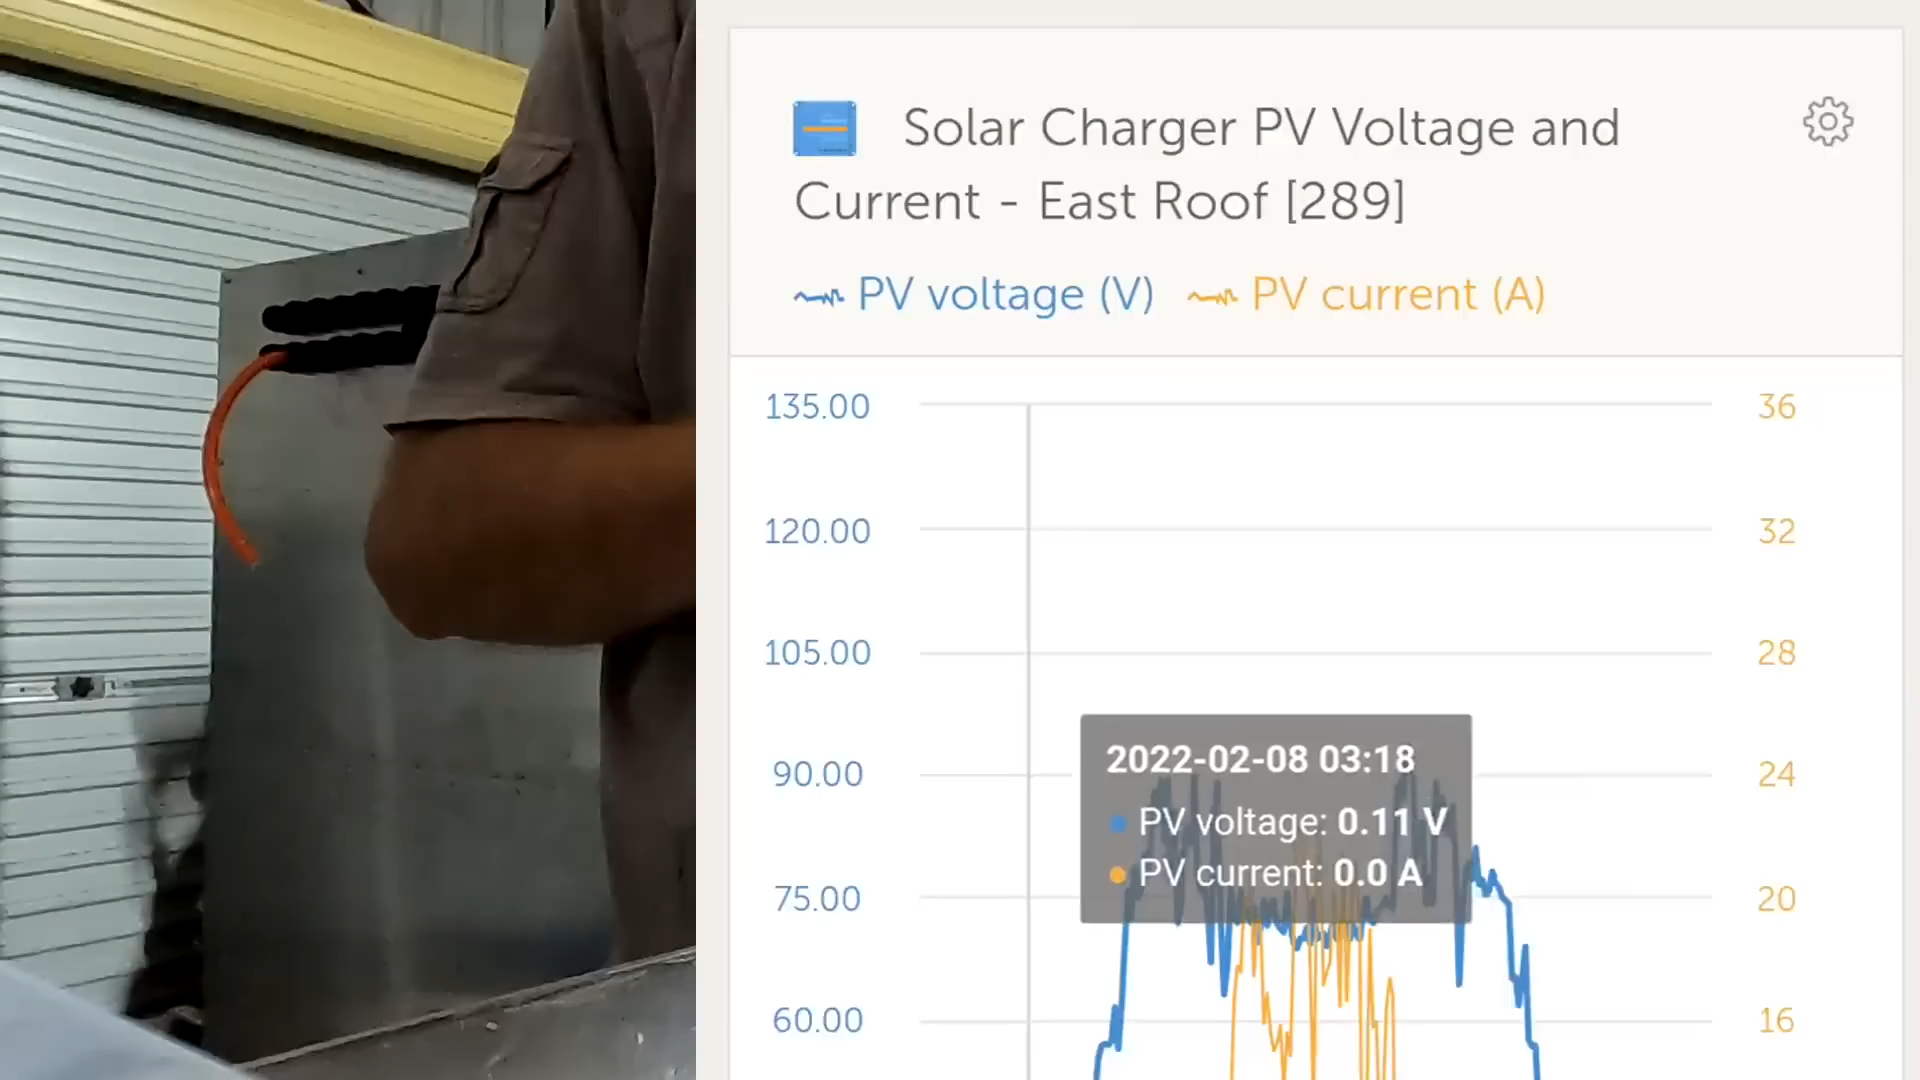 Solar Charger PV Voltage and
Current - East Roof [289]
PV voltage (V) PV current (A)
135.00 36
120.00 32
105.00 28
90.00 24
75.00 20
60.00 16
2022-02-08 03:18
PV voltage: 0.11 V
PV current: 0.0 A